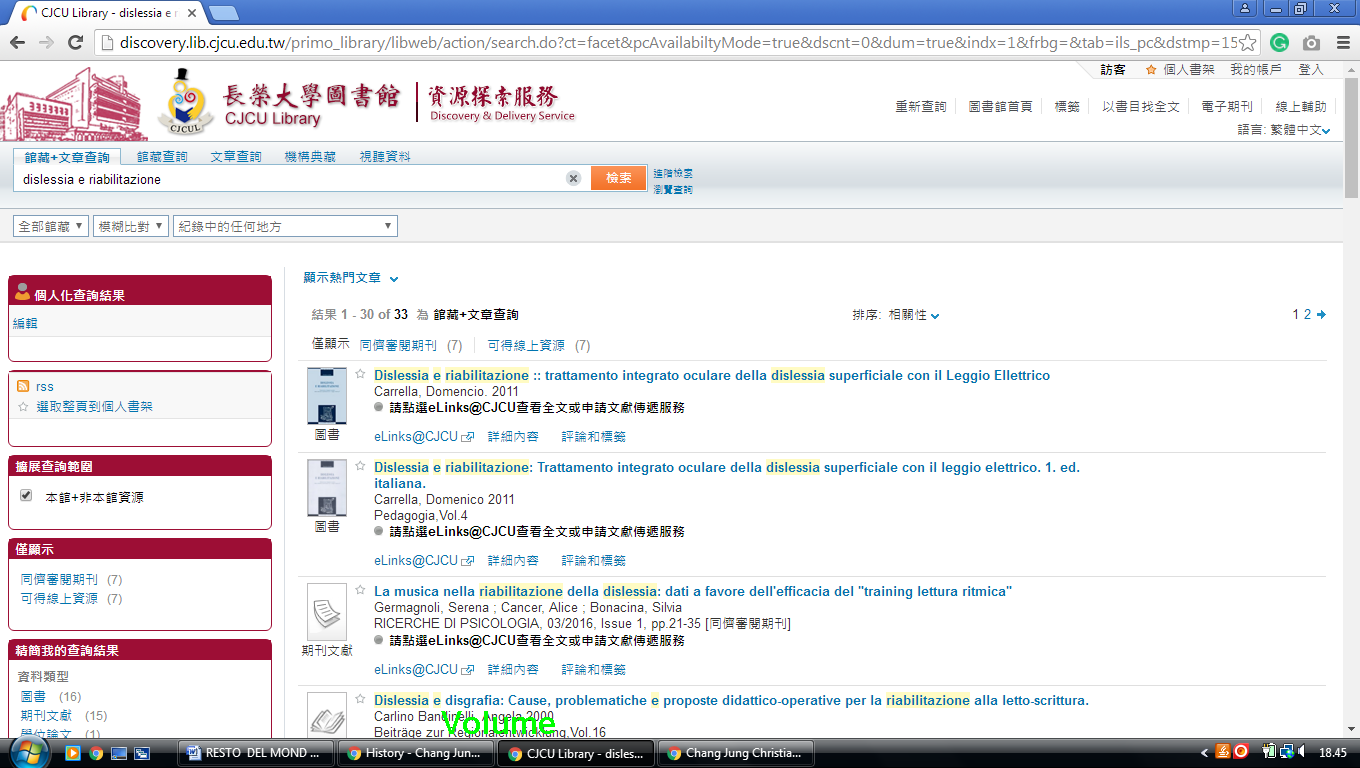 CJCU Library - dislessia e r
discovery.lib.cjcu.edu.tw/primo_library/libweb/action/search.do?ct=facet&pcAvailabiltyMode=true&dscnt=0&dum=true&indx=1&frbg=&tab=ils_pc&dstmp=15
訪客 個人書架 我的帳戶 登入
CJCUL
長榮大學圖書館 資源探索服務
CJCU Library Discovery & Delivery Service
重新查詢 圖書館首頁 標籤 以書目找全文 電子期刊 線上輔助
語言: 繁體中文
館藏+文章查詢 館藏查詢 文章查詢 機構典藏 視聽資料
dislessia e riabilitazione 檢索 進階檢索
瀏覽查詢
全部館藏 模糊比對 紀錄中的任何地方
個人化查詢結果
編輯
rss
選取整頁到個人書架
擴展查詢範圍
本館+非本館資源
僅顯示
同儕審閱期刊 (7)
可得線上資源 (7)
精簡我的查詢結果
資料類型
圖書 (16)
期刊文獻 (15)
學位論文 (1)
顯示熱門文章
結果 1 - 30 of 33 為 館藏+文章查詢 排序: 相關性 1 2
僅顯示 同儕審閱期刊 (7) 可得線上資源 (7)
Dislessia e riabilitazione :: trattamento integrato oculare della dislessia superficiale con il Leggio Ellettrico
Carrella, Domencio. 2011
請點選eLinks@CJCU查看全文或申請文獻傳遞服務
圖書
eLinks@CJCU 詳細內容 評論和標籤
Dislessia e riabilitazione: Trattamento integrato oculare della dislessia superficiale con il leggio elettrico. 1. ed.
italiana.
Carrella, Domenico 2011
Pedagogia,Vol.4
圖書
請點選eLinks@CJCU查看全文或申請文獻傳遞服務
eLinks@CJCU 詳細內容 評論和標籤
La musica nella riabilitazione della dislessia: dati a favore dell'efficacia del "training lettura ritmica"
Germagnoli, Serena ; Cancer, Alice ; Bonacina, Silvia
RICERCHE DI PSICOLOGIA, 03/2016, Issue 1, pp.21-35 [同儕審閱期刊]
請點選eLinks@CJCU查看全文或申請文獻傳遞服務
期刊文獻
eLinks@CJCU 詳細內容 評論和標籤
Dislessia e disgrafia: Cause, problematiche e proposte didattico-operative per la riabilitazione alla letto-scrittura.
Carlino Bandinelli, Angela 2000
Beiträge zur Regionalentwicklung,Vol.16
Volume
RESTO DEL MOND ... History - Chang Jun... CJCU Library - disles... Chang Jung Christia... 18.45